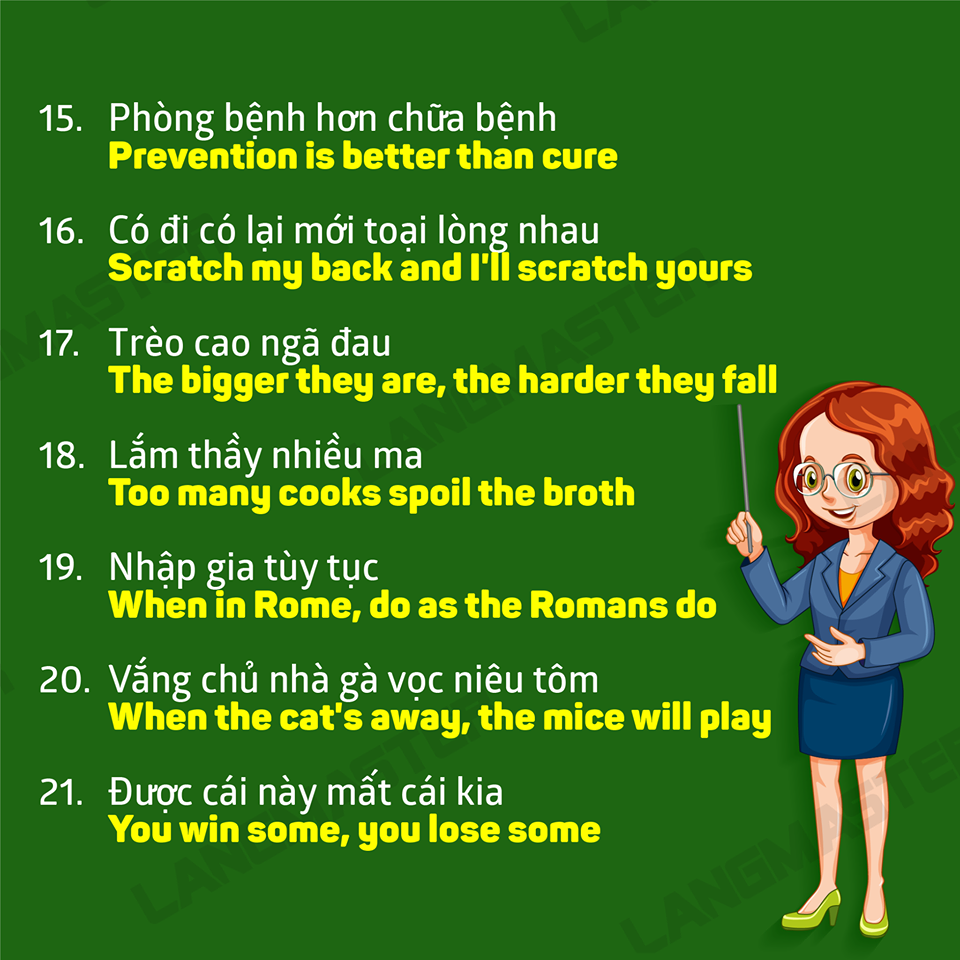 15. Phòng bệnh hơn chữa bệnh
Prevention is better than cure
16. Có đi có lại mới toại lòng nhau
Scratch my back and I'll scratch yours
17. Trèo cao ngã đau
The bigger they are, the harder they fall
18. Lắm thầy nhiều ma
Too many cooks spoil the broth
19. Nhập gia tùy tục
When in Rome, do as the Romans do
20. Vắng chủ nhà gà vọc niêu tôm
When the cat's away, the mice will play
21. Được cái này mất cái kia
You win some, you lose some
LANGMASTER
LANGMASTER
LANGMASTER
LANGMASTER
LANGMASTER